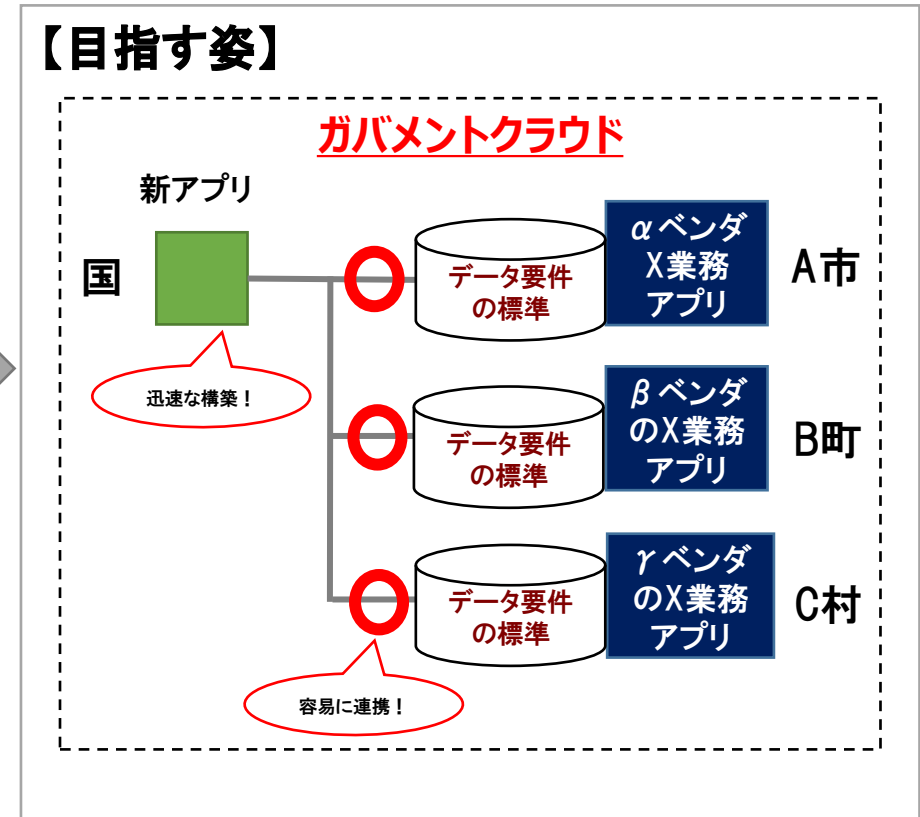 【目指す姿】
ガバメントクラウド
新アプリ
国
迅速な構築！
データ要件
の標準
αベンダ
X業務
アプリ
A市
データ要件
の標準
βベンダ
のX業務
アプリ
B町
データ要件
の標準
γベンダ
のX業務
アプリ
C村
容易に連携！